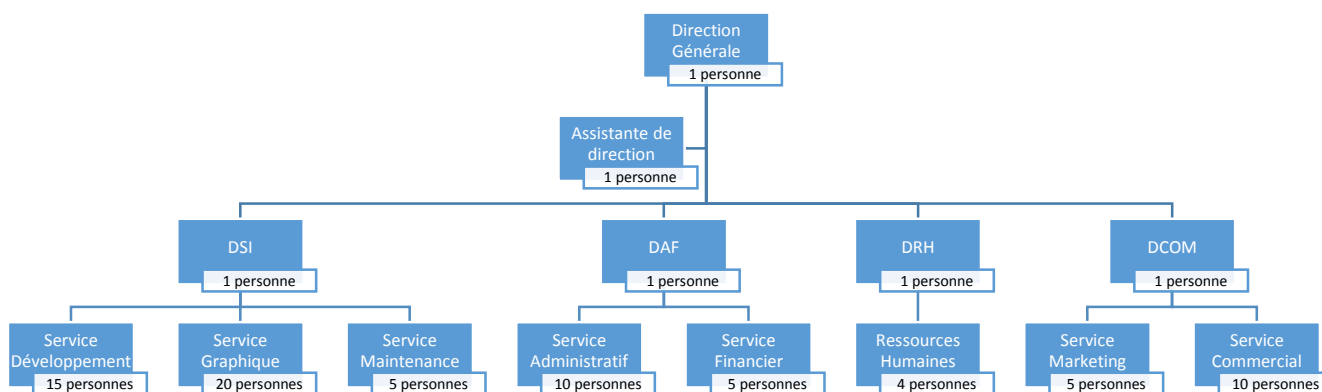 Direction
Générale
1 personne
Assistante de
direction
1 personne
DSI
1 personne
DAF
1 personne
DRH
1 personne
DCOM
1 personne
Service
Développement
15 personnes
Service
Graphique
20 personnes
Service
Maintenance
5 personnes
Service
Administratif
10 personnes
Service
Financier
5 personnes
Ressources
Humaines
4 personnes
Service
Marketing
5 personnes
Service
Commercial
10 personnes